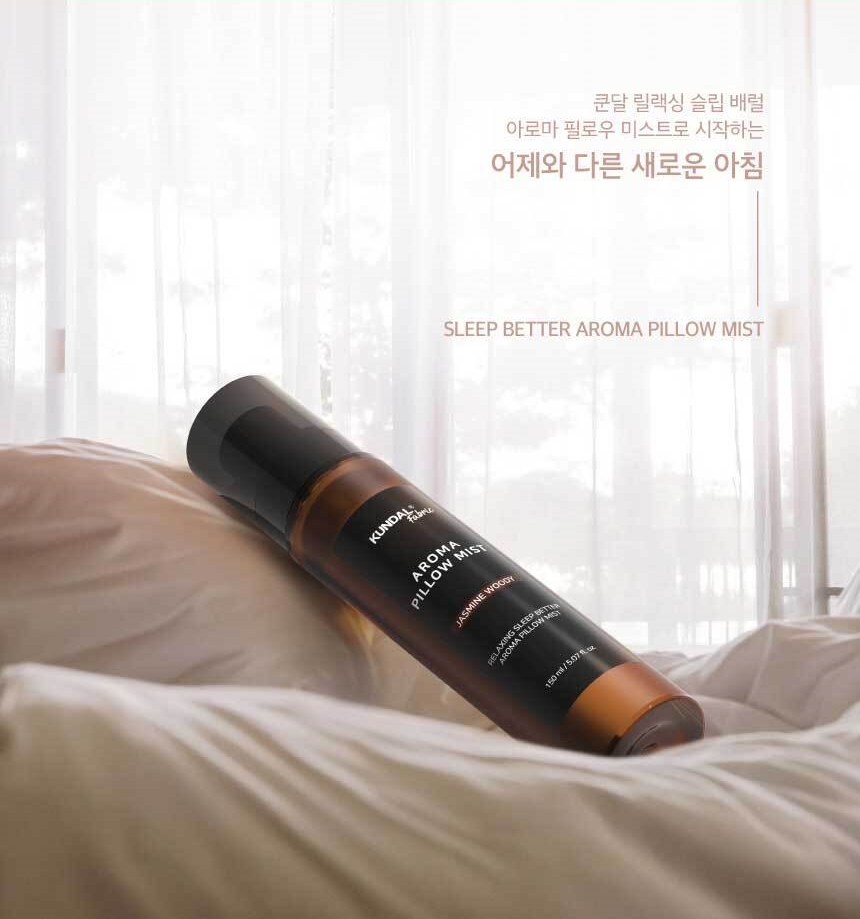 쿤달 릴랙싱 슬립 배럴
아로마 필로우 미스트로 시작하는
어제와 다른 새로운 아침
SLEEP BETTER AROMA PILLOW MIST
KUNDAL®
Fabric
AROMA
PILLOW MIST
JASMINE WOODY
RELAXING SLEEP BETTER
AROMA PILLOW MIST
150 ml / 5.07 fl. oz